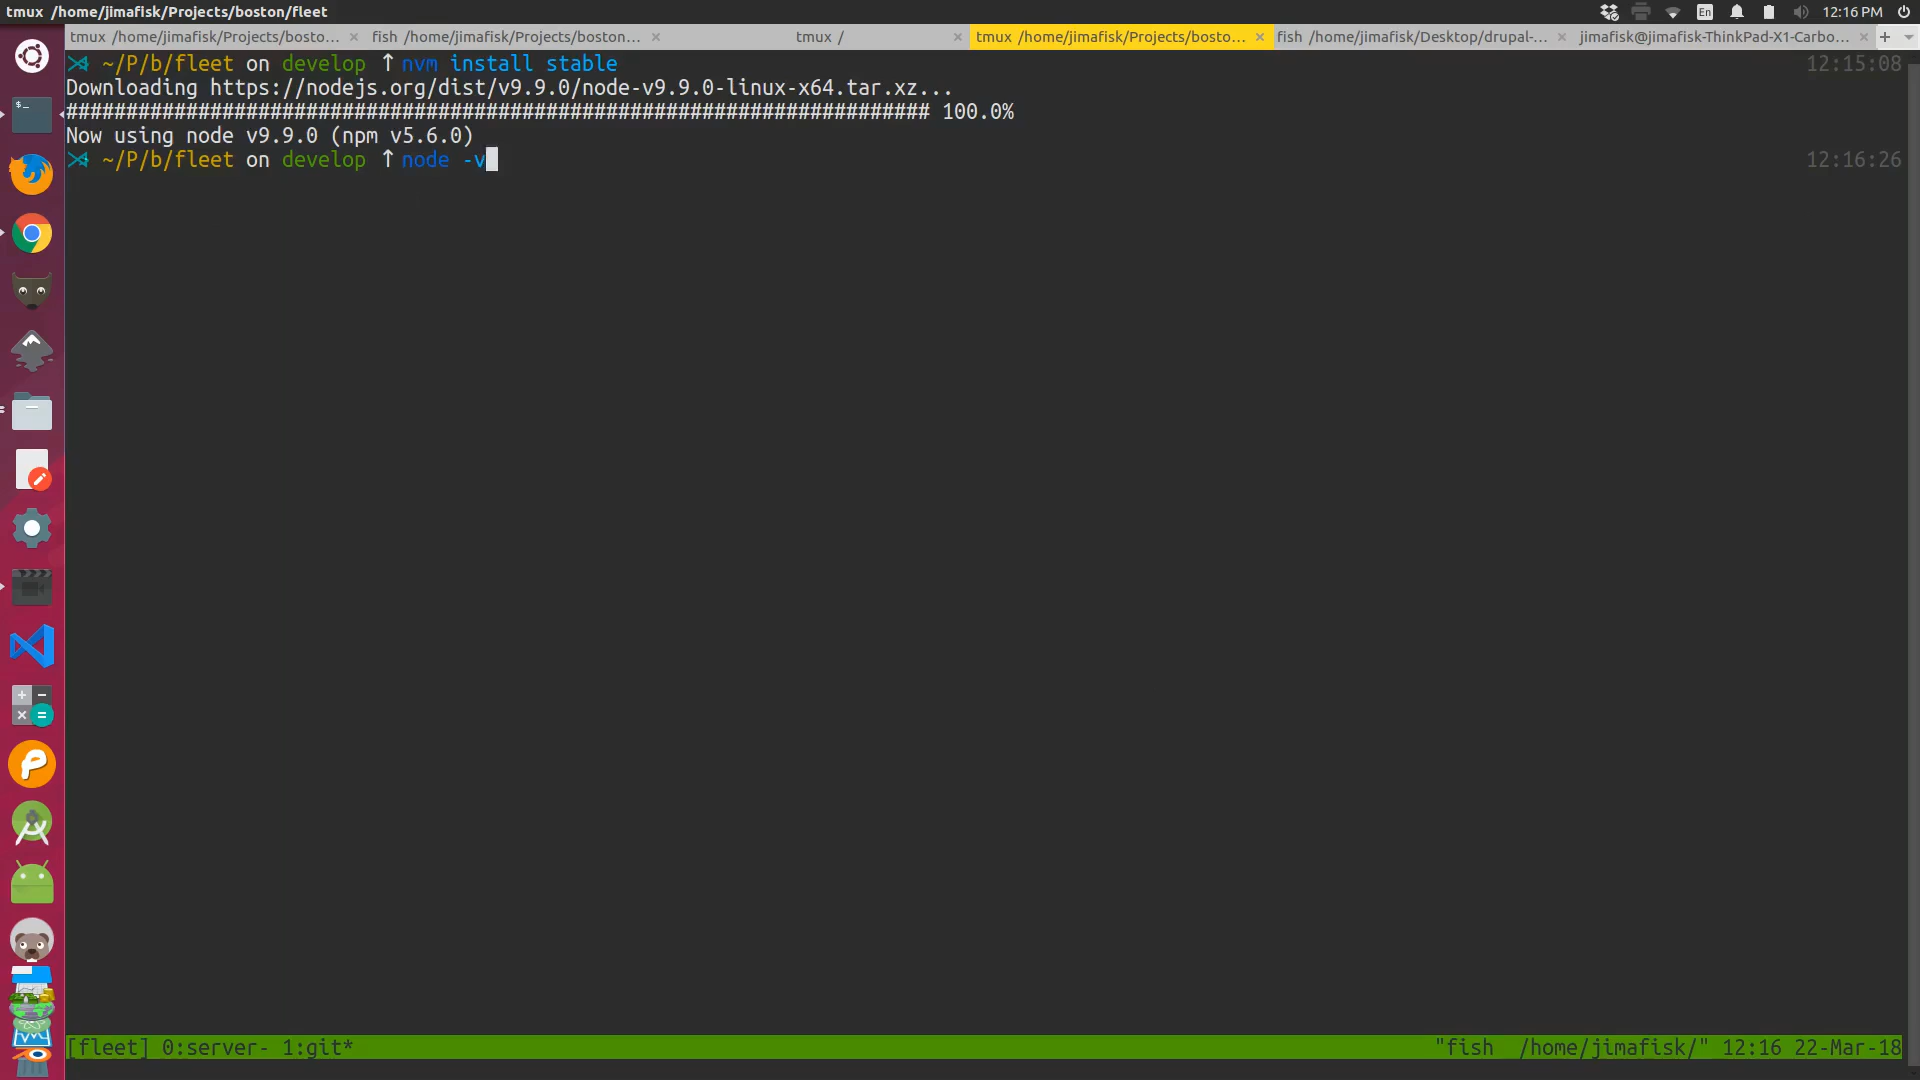 tmux /home/jimafisk/Projects/boston/fleet
En 12:16 PM
tmux /home/jimafisk/Projects/bosto... × fish /home/jimafisk/Projects/boston... × tmux / × tmux /home/jimafisk/Projects/bosto... × fish /home/jimafisk/Desktop/drupal-... × jimafisk@jimafisk-ThinkPad-X1-Carbo... × +
~/P/b/fleet on develop ↑ nvm install stable 12:15:08
Downloading https://nodejs.org/dist/v9.9.0/node-v9.9.0-linux-x64.tar.xz...
######################################################################## 100.0%
Now using node v9.9.0 (npm v5.6.0)
~/P/b/fleet on develop ↑ node -v 12:16:26
[fleet] 0:server- 1:git* "fish /home/jimafisk/" 12:16 22-Mar-18